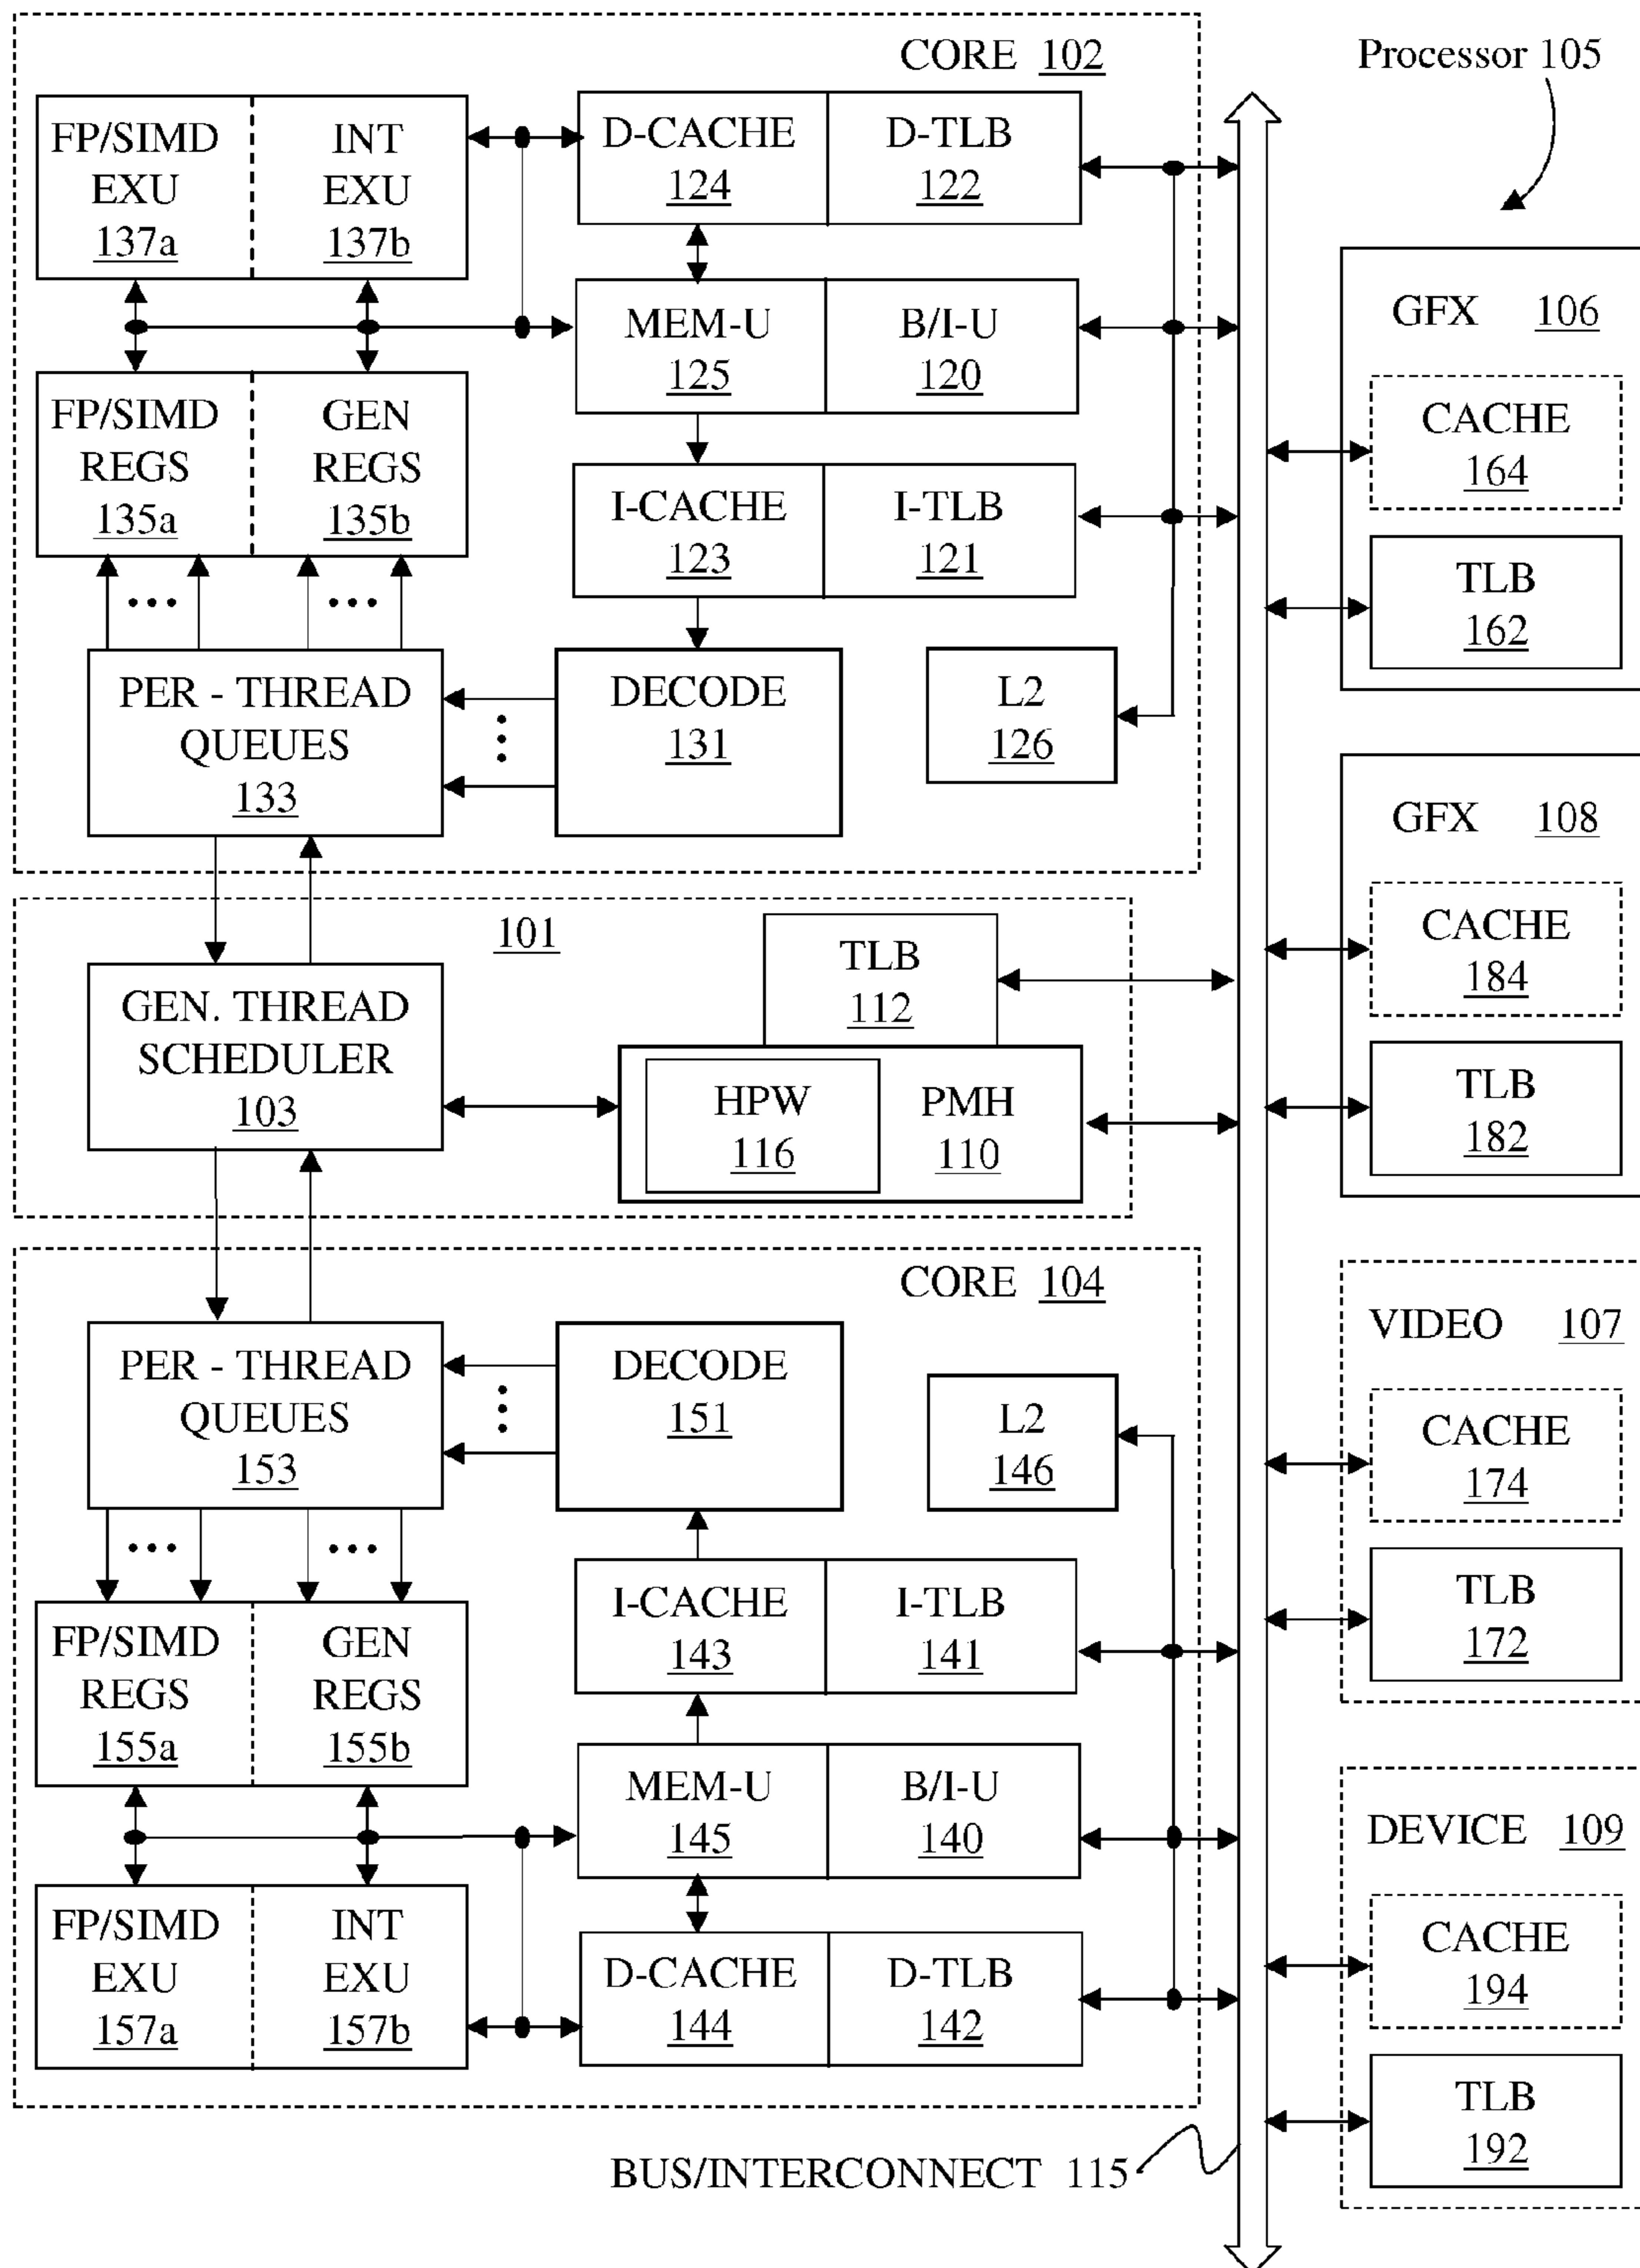 CORE 102
Processor 105
FP/SIMD
EXU
137a
INT
EXU
137b
D-CACHE
124
D-TLB
122
MEM-U
125
B/I-U
120
FP/SIMD
REGS
135a
GEN
REGS
135b
I-CACHE
123
I-TLB
121
PER - THREAD
QUEUES
133
DECODE
131
L2
126
GFX 106
CACHE
164
TLB
162
GFX 108
CACHE
184
TLB
182
101
GEN. THREAD
SCHEDULER
103
TLB
112
HPW
116
PMH
110
CORE 104
PER - THREAD
QUEUES
153
DECODE
151
L2
146
FP/SIMD
REGS
155a
GEN
REGS
155b
I-CACHE
143
I-TLB
141
MEM-U
145
B/I-U
140
FP/SIMD
EXU
157a
INT
EXU
157b
D-CACHE
144
D-TLB
142
VIDEO 107
CACHE
174
TLB
172
DEVICE 109
CACHE
194
TLB
192
BUS/INTERCONNECT 115